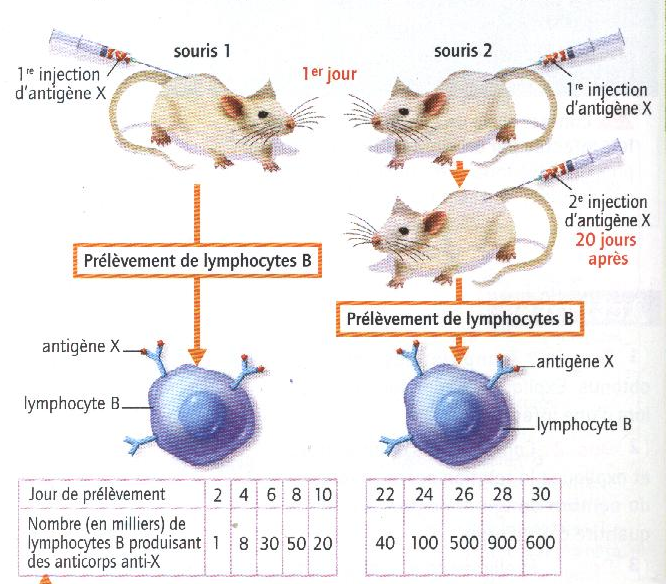 souris 1
souris 2
1re injection
d'antigène X
1er jour
1re injection
d'antigène X
2e injection
d'antigène X
20 jours
après
Prélèvement de lymphocytes B
Prélèvement de lymphocytes B
antigène X
lymphocyte B
antigène X
lymphocyte B
Jour de prélèvement 2 4 6 8 10 22 24 26 28 30
Nombre (en milliers) de
lymphocytes B produisant
des anticorps anti-X
1 8 30 50 20 40 100 500 900 600